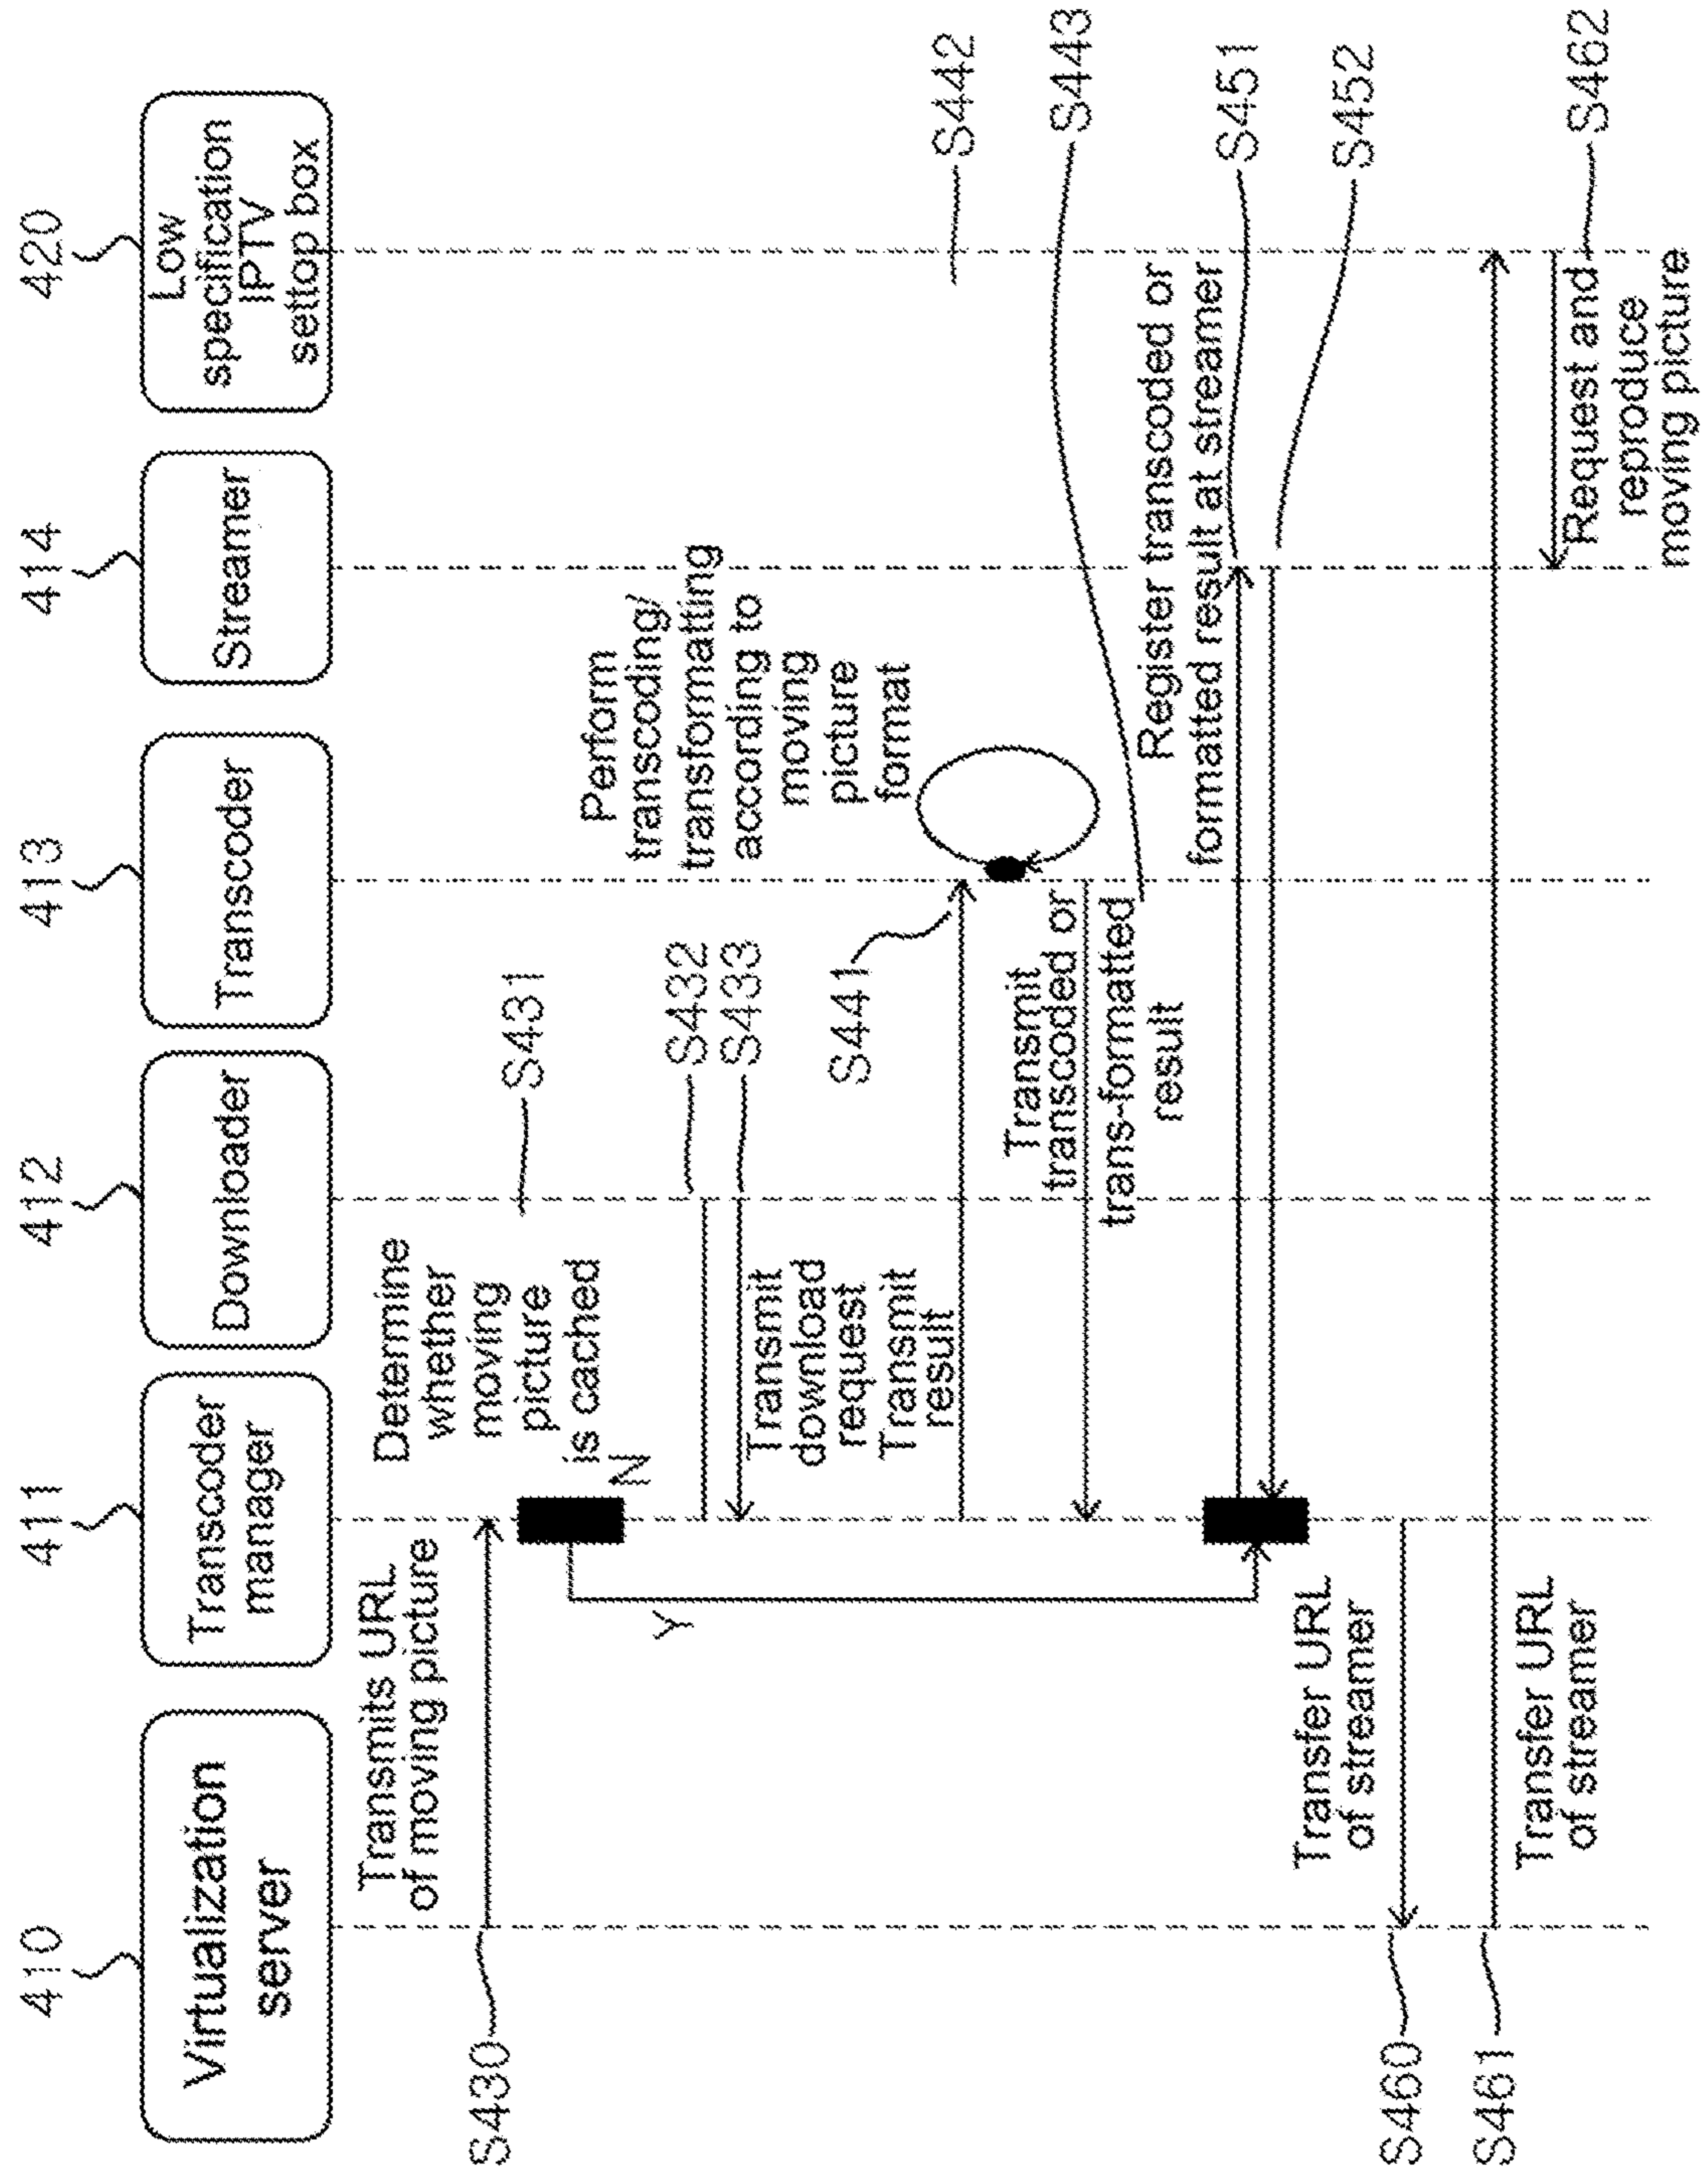 410
411
412
413
414
420
Virtualization
server
Transcoder
manager
Downloader
Transcoder
Streamer
Low
specification
IPTV
settop box
Transmits URL
of moving picture
S430
Determine
whether
moving
picture
is cached
S431
N
Y
S432
S433
Transmit
download
request
Transmit
result
S441
Perform
transcoding/
transformatting
according to
moving
picture
format
S442
Transmit
transcoded or
trans-formatted
result
S443
Register transcoded or
formatted result at streamer
S451
S452
Transfer URL
of streamer
S460
S461
Transfer URL
of streamer
Request and
reproduce
moving picture
S462